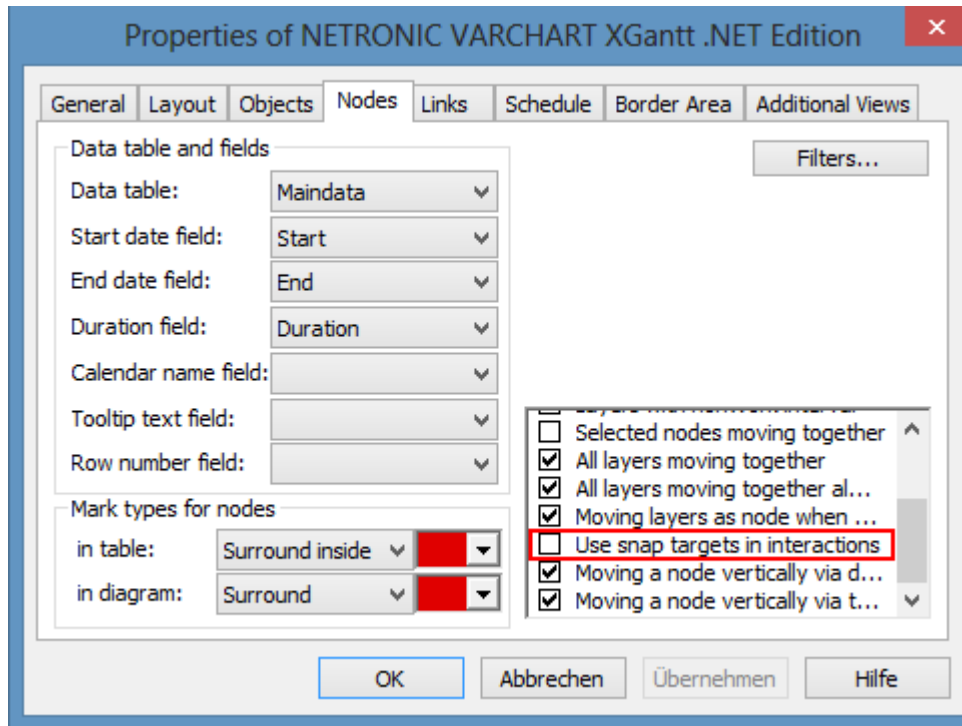 Properties of NETRONIC VARCHART XGantt .NET Edition
General Layout Objects Nodes Links Schedule Border Area Additional Views
Data table and fields
Filters...
Data table: Maindata
Start date field: Start
End date field: End
Duration field: Duration
Calendar name field:
Tooltip text field:
Row number field:
Selected nodes moving together
All layers moving together
All layers moving together al...
Moving layers as node when ...
Use snap targets in interactions
Moving a node vertically via d...
Moving a node vertically via t...
Mark types for nodes
in table: Surround inside
in diagram: Surround
OK Abbrechen Übernehmen Hilfe